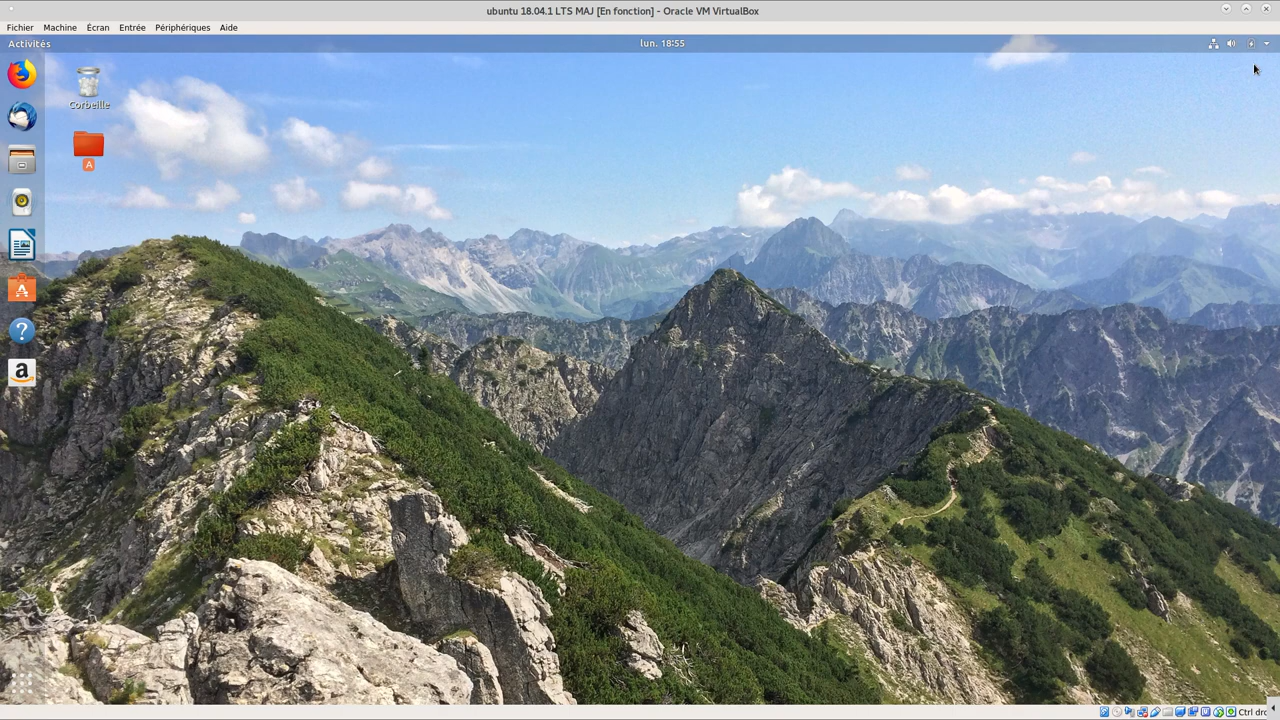 ubuntu 18.04.1 LTS MAJ [En fonction] - Oracle VM VirtualBox
Fichier Machine Écran Entrée Périphériques Aide
Activités lun. 18:55
Corbeille
A
a
Ctrl dro